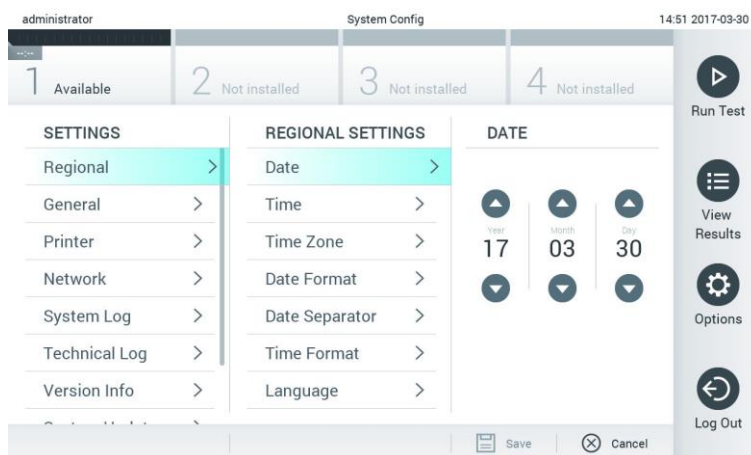 administrator System Config 14:51 2017-03-30
--:--
1 Available 2 Not installed 3 Not installed 4 Not installed
Run Test
SETTINGS REGIONAL SETTINGS DATE
Regional > Date >
General > Time >
Printer > Time Zone >
Network > Date Format >
System Log > Date Separator >
Technical Log > Time Format >
Version Info > Language >
Year Month Day
17 03 30
View
Results
Options
Log Out
Save Cancel